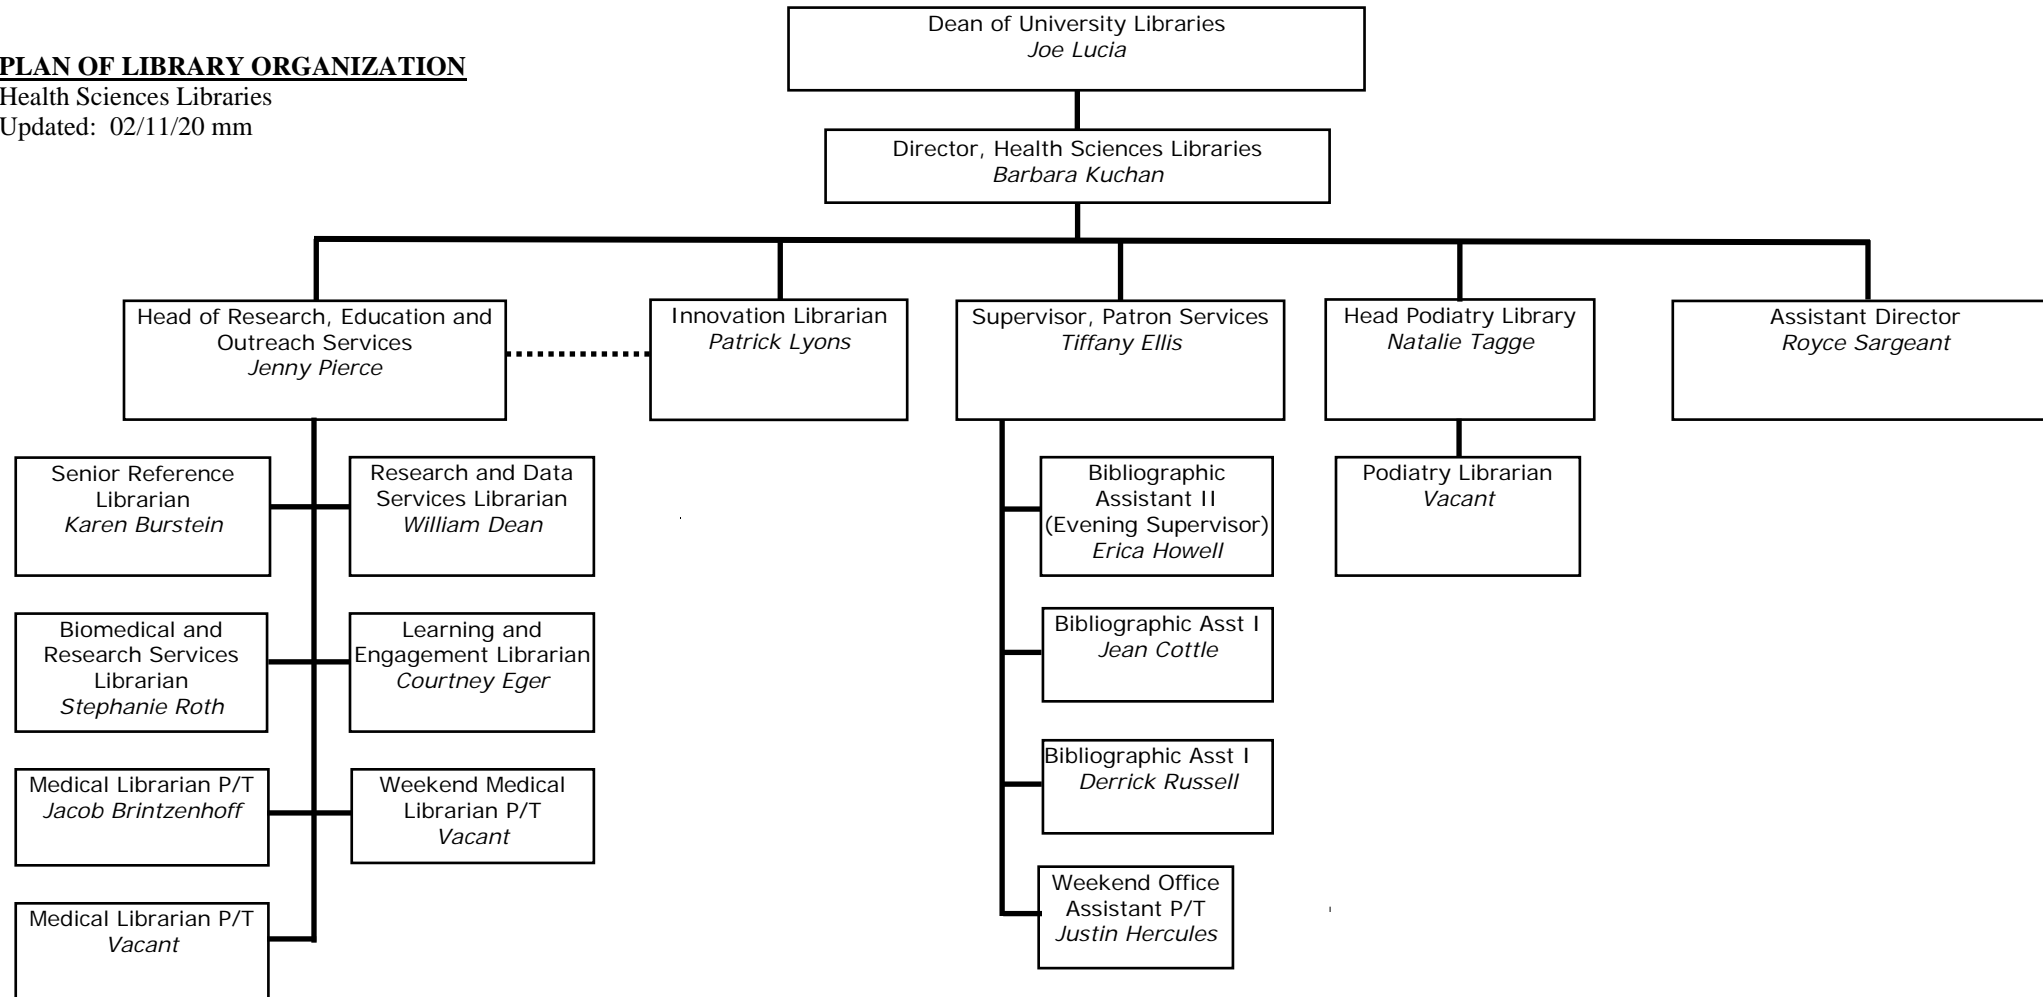 PLAN OF LIBRARY ORGANIZATION
Health Sciences Libraries
Updated:  02/11/20 mm
Dean of University Libraries
Joe Lucia
Director, Health Sciences Libraries
Barbara Kuchan
Head of Research, Education and
Outreach Services
Jenny Pierce
Innovation Librarian
Patrick Lyons
Supervisor, Patron Services
Tiffany Ellis
Head Podiatry Library
Natalie Tagge
Assistant Director
Royce Sargeant
Senior Reference
Librarian
Karen Burstein
Research and Data
Services Librarian
William Dean
Biomedical and
Research Services
Librarian
Stephanie Roth
Learning and
Engagement Librarian
Courtney Eger
Medical Librarian P/T
Jacob Brintzenhoff
Weekend Medical
Librarian P/T
Vacant
Medical Librarian P/T
Vacant
Bibliographic
Assistant II
(Evening Supervisor)
Erica Howell
Bibliographic Asst I
Jean Cottle
Bibliographic Asst I
Derrick Russell
Weekend Office
Assistant P/T
Justin Hercules
Podiatry Librarian
Vacant